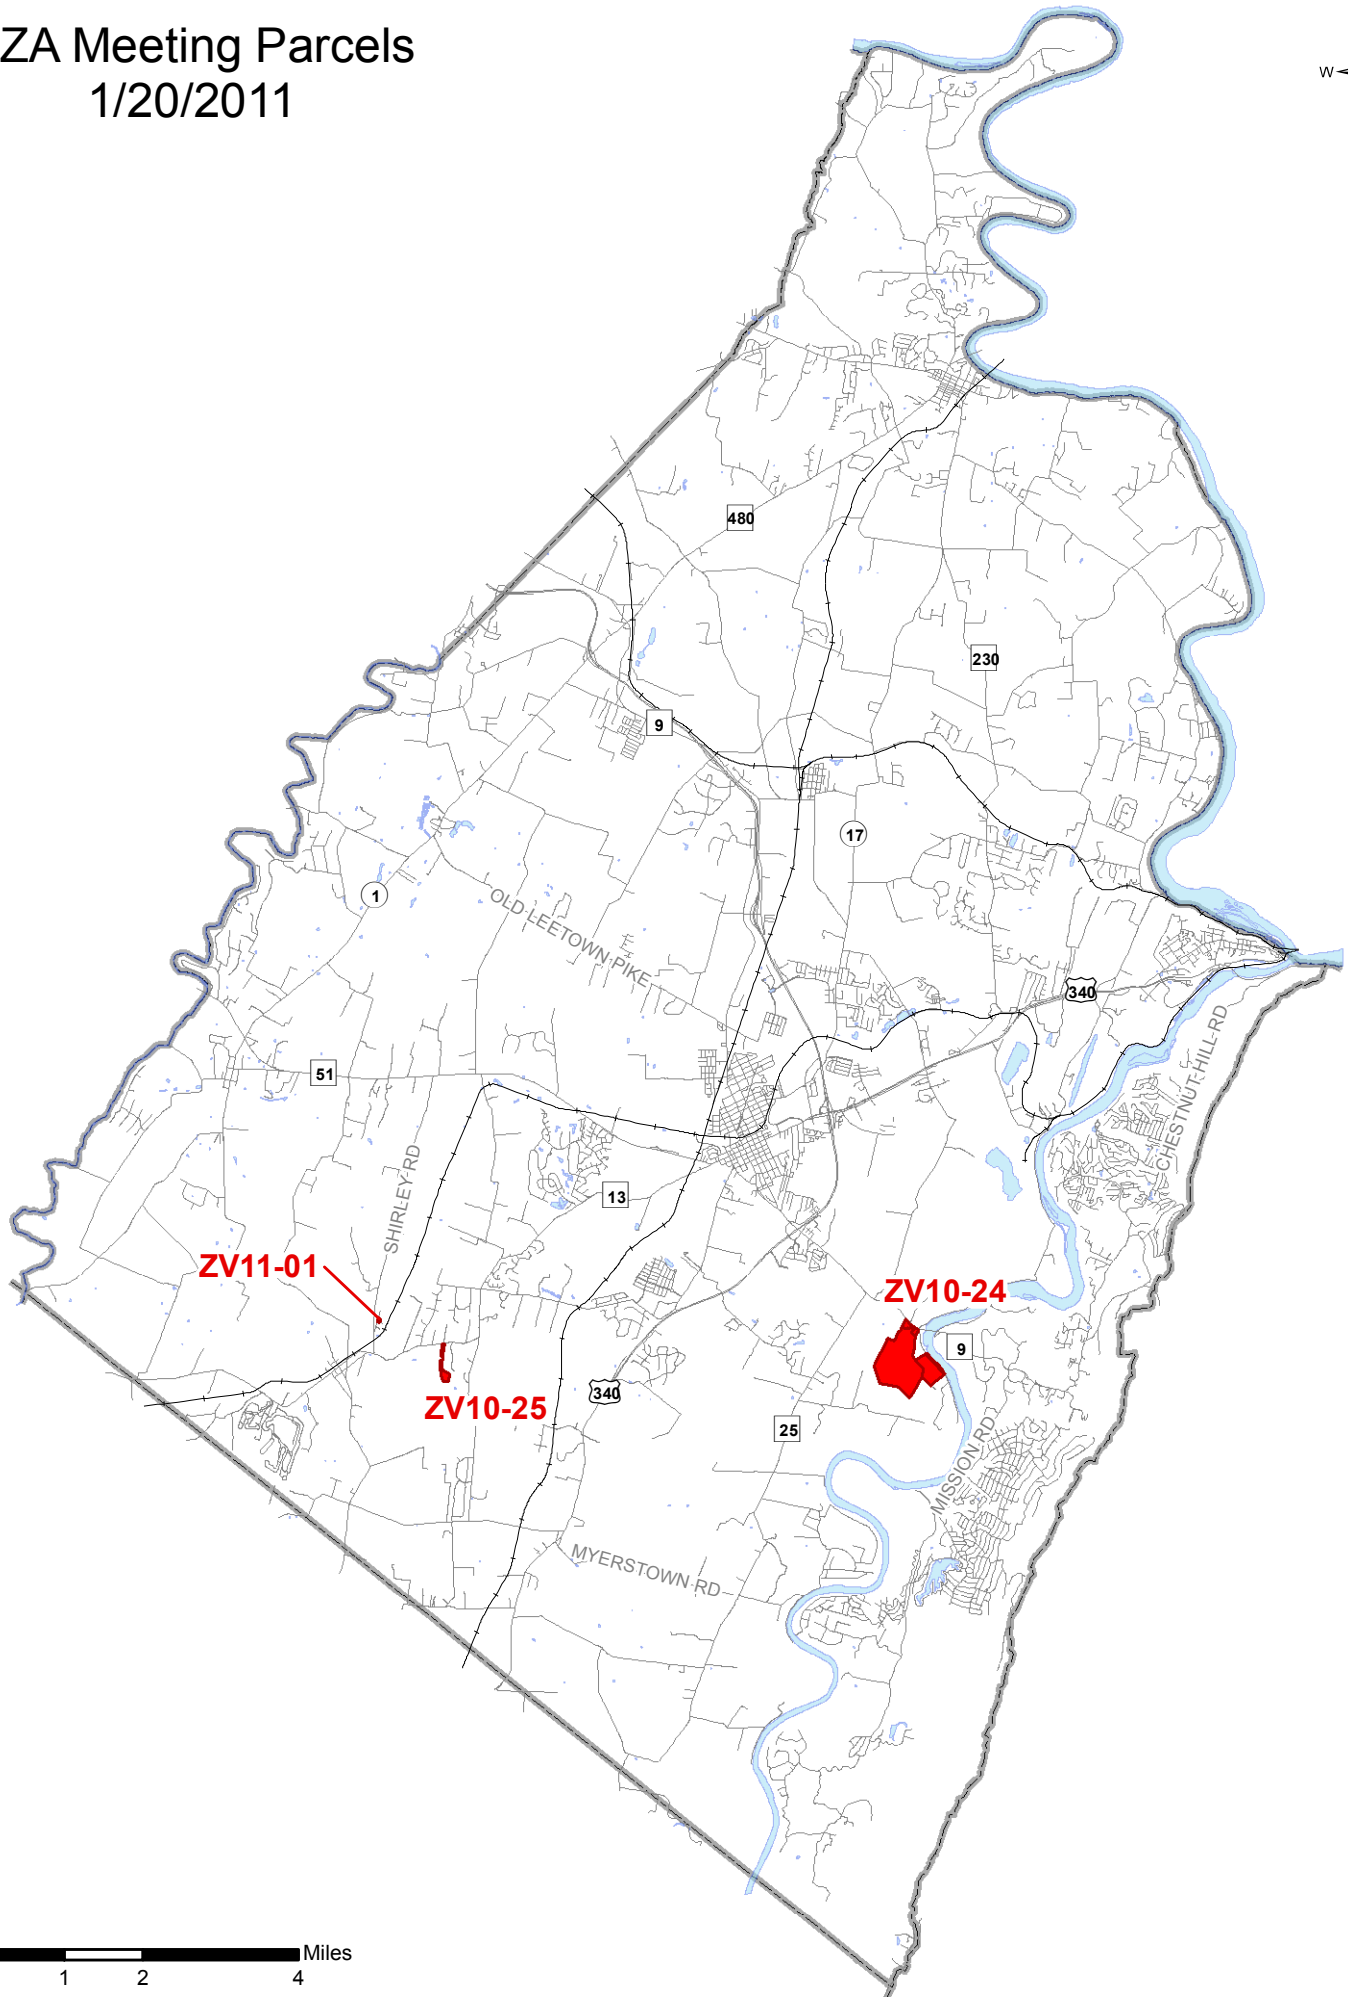 ZA Meeting Parcels
1/20/2011
W
480
230
9
17
1
OLD LEETOWN PIKE
340
51
CHESTNUT HILL RD
SHIRLEY RD
13
ZV11-01
ZV10-24
9
ZV10-25
340
25
MISSION RD
MYERSTOWN RD
Miles
1 2 4